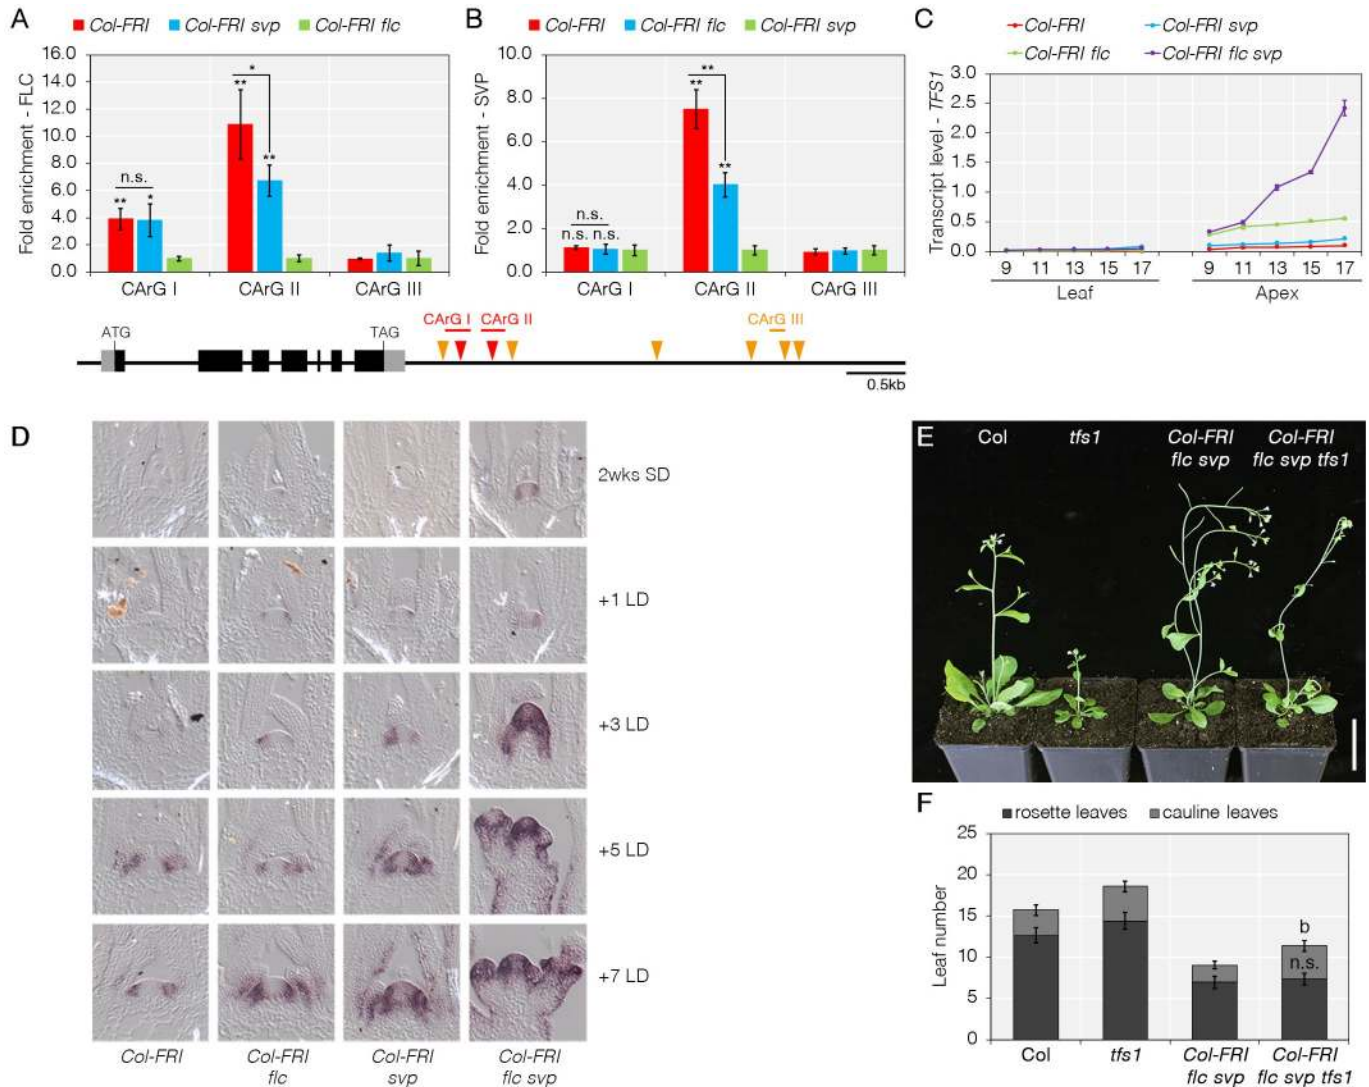 A
Col-FRI Col-FRI svp Col-FRI flc
Fold enrichment - FLC
16.0
14.0
12.0
10.0
8.0
6.0
4.0
2.0
0.0
n.s.
** *
*
**
**
CArG I CArG II CArG III
B
Col-FRI Col-FRI flc Col-FRI svp
Fold enrichment - SVP
10.0
8.0
6.0
4.0
2.0
0.0
n.s.
n.s. n.s.
**
**
**
CArG I CArG II CArG III
C
Col-FRI Col-FRI svp
Col-FRI flc Col-FRI flc svp
Transcript level - TFS1
3.0
2.5
2.0
1.5
1.0
0.5
0.0
9 11 13 15 17 9 11 13 15 17
Leaf Apex
ATG TAG CArG I CArG II CArG III
0.5kb
D
2wks SD
+1 LD
+3 LD
+5 LD
+7 LD
Col-FRI Col-FRI Col-FRI Col-FRI
flc svp flc svp
E
Col tfs1 Col-FRI Col-FRI
flc svp flc svp tfs1
F
rosette leaves cauline leaves
Leaf number
25
20
15
10
5
0
b
n.s.
Col tfs1 Col-FRI Col-FRI
flc svp flc svp tfs1